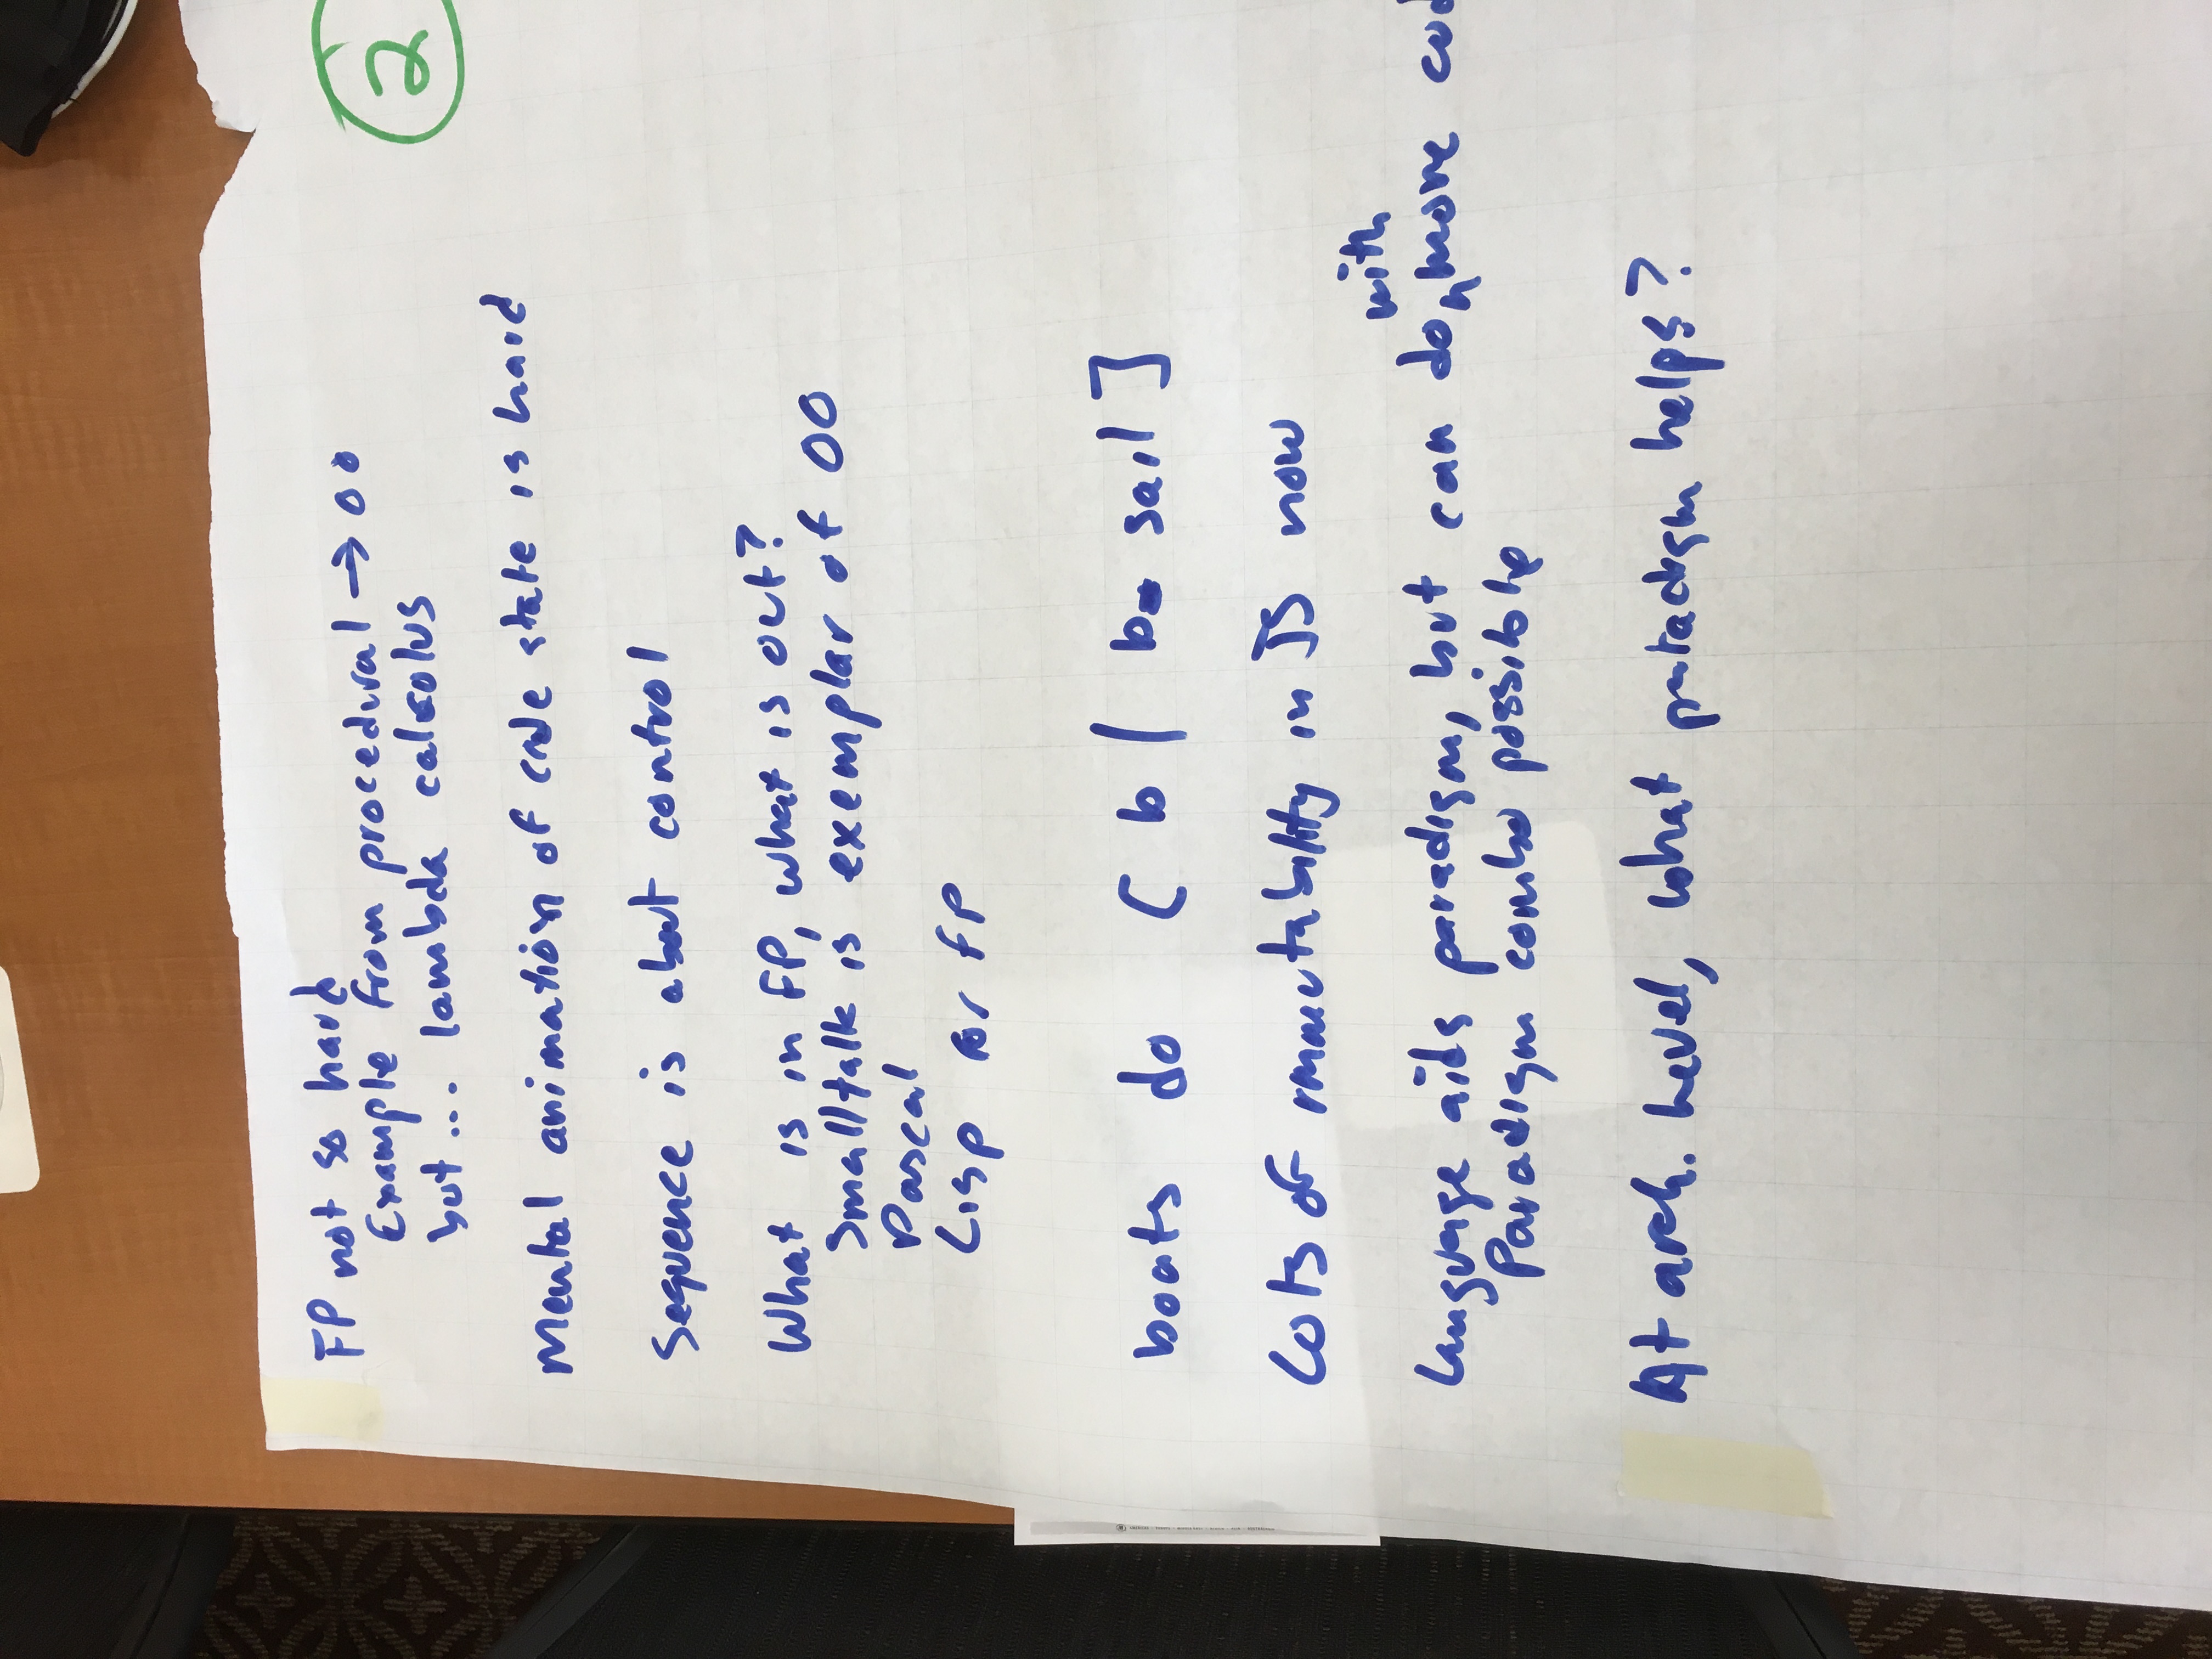 FP not so hard
Example from procedural → OO
②
but... lambda calculus
Mental animation of code state is hard
Sequence is about control
What is in FP, what is out?
Smalltalk is exemplar of OO
Pascal
Lisp for FP
boats do [ b | b sail ]
Lots of immutability in JS now
with
Language aids paradigm, but can do ^ more cod
Paradigm combo possible
At arch. level, what paradigm helps?